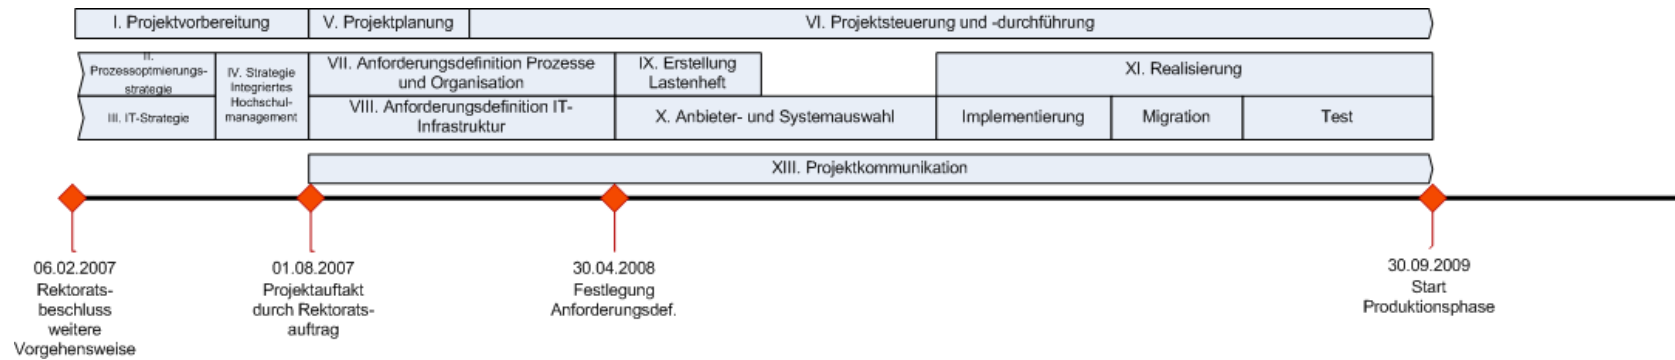 I. Projektvorbereitung
V. Projektplanung
VI. Projektsteuerung und -durchführung
II.
Prozessoptmierungs-
strategie
III. IT-Strategie
IV. Strategie
Integriertes
Hochschul-
management
VII. Anforderungsdefinition Prozesse
und Organisation
VIII. Anforderungsdefinition IT-
Infrastruktur
IX. Erstellung
Lastenheft
X. Anbieter- und Systemauswahl
XI. Realisierung
Implementierung
Migration
Test
XIII. Projektkommunikation
06.02.2007
Rektorats-
beschluss
weitere
Vorgehensweise
01.08.2007
Projektauftakt
durch Rektorats-
auftrag
30.04.2008
Festlegung
Anforderungsdef.
30.09.2009
Start
Produktionsphase